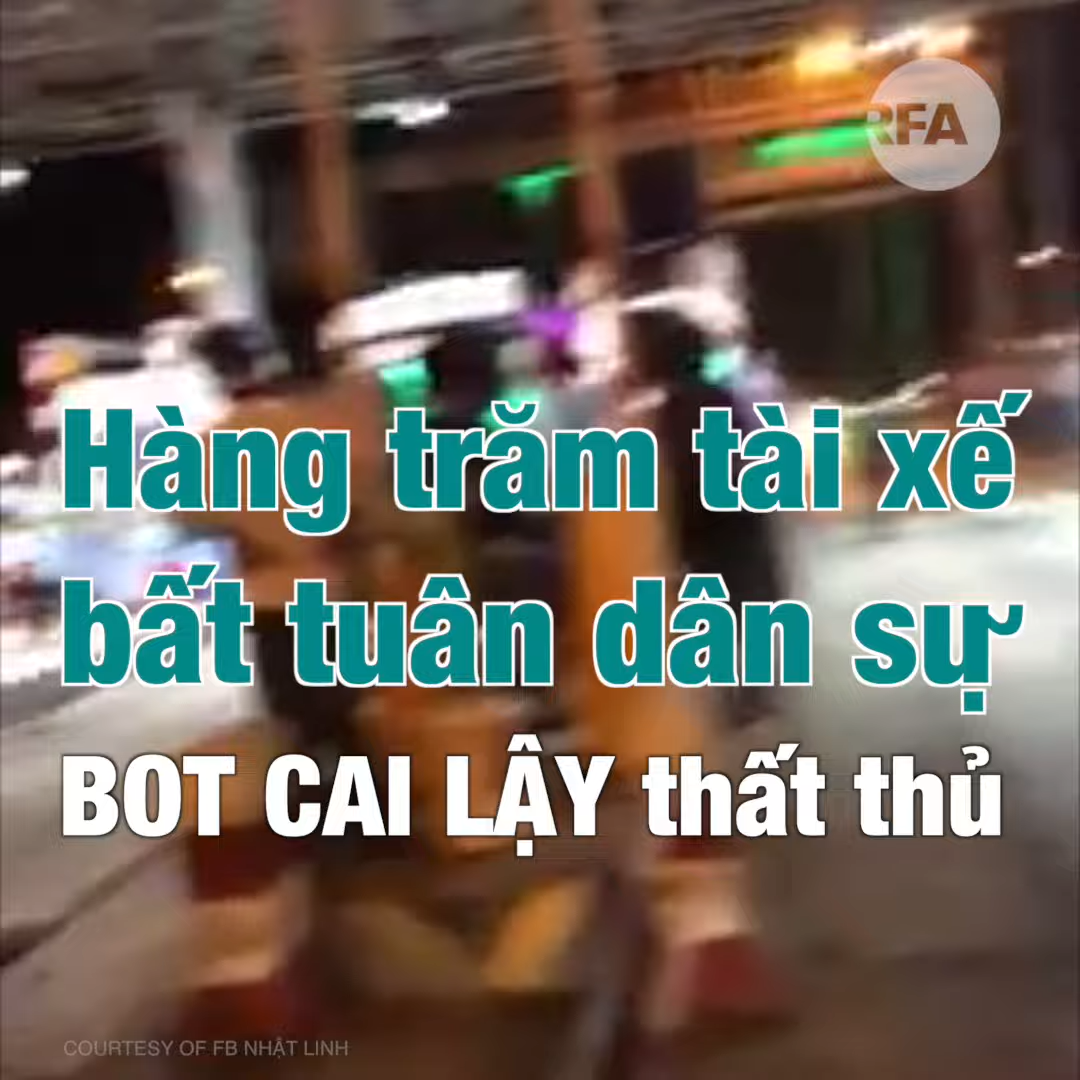 RFA
Hàng trăm tài xế
bất tuân dân sự
BOT CAI LẬY thất thủ
COURTESY OF FB NHẬT LINH